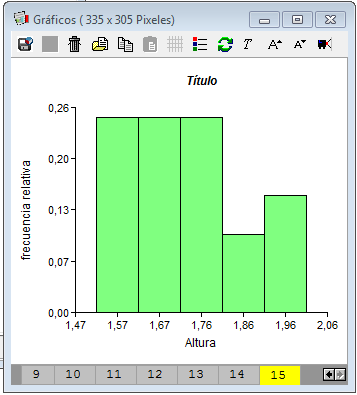 Gráficos ( 335 x 305 Pixeles)
T A A
Título
0,26
0,20
0,13
0,07
0,00
frecuencia relativa
1,47 1,57 1,67 1,76 1,86 1,96 2,06
Altura
9 10 11 12 13 14 15